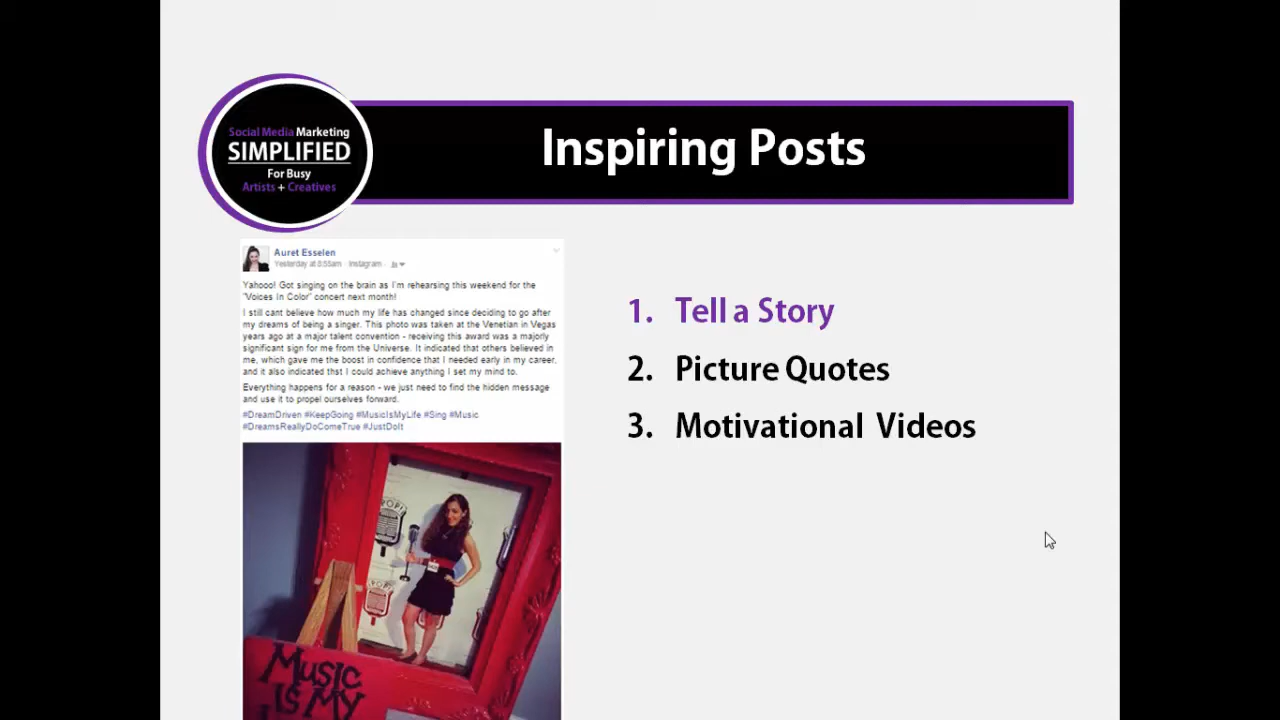 Social Media Marketing
SIMPLIFIED
For Busy
Artists + Creatives
Inspiring Posts
Auret Esselen
Yesterday at 8:55am · Instagram ·
Yahooo! Got singing on the brain as I'm rehearsing this weekend for the
"Voices In Color" concert next month!
I still cant believe how much my life has changed since deciding to go after
my dreams of being a singer. This photo was taken at the Venetian in Vegas
years ago at a major talent convention - receiving this award was a majorly
significant sign for me from the Universe. It indicated that others believed in
me, which gave me the boost in confidence that I needed early in my career,
and it also indicated thst I could achieve anything I set my mind to.
Everything happens for a reason - we just need to find the hidden message
and use it to propel ourselves forward.
#DreamDriven #KeepGoing #MusicIsMyLife #Sing #Music
#DreamsReallyDoComeTrue #JustDoIt
MUSIC
IS MY
1. Tell a Story
2. Picture Quotes
3. Motivational Videos